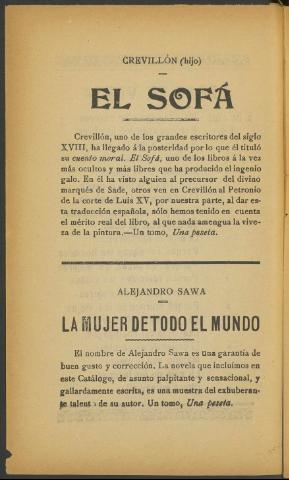 CREVILLÓN (hijo)
EL SOFÁ
Crevillón, uno de los grandes escritores del siglo
XVIII, ha llegado á la posteridad por lo que él tituló
su cuento moral. El Sofá, uno de los libros á la vez
más ocultos y más libres que ha producido el ingenio
galo. En él ha visto alguien al precursor del divino
marqués de Sade, otros ven en Crevillón al Petronio
de la corte de Luis XV, por nuestra parte, al dar es-
ta traducción española, sólo hemos tenido en cuenta
el mérito real del libro, al que nada amengua la vive-
za de la pintura.—Un tomo, Una peseta.
ALEJANDRO SAWA
LA MUJER DE TODO EL MUNDO
El nombre de Alejandro Sawa es una garantía de
buen gusto y corrección. La novela que incluímos en
este Catálogo, de asunto palpitante y sensacional, y
gallardamente escrita, es una muestra del exhuberan-
te talento de su autor. Un tomo, Una peseta.